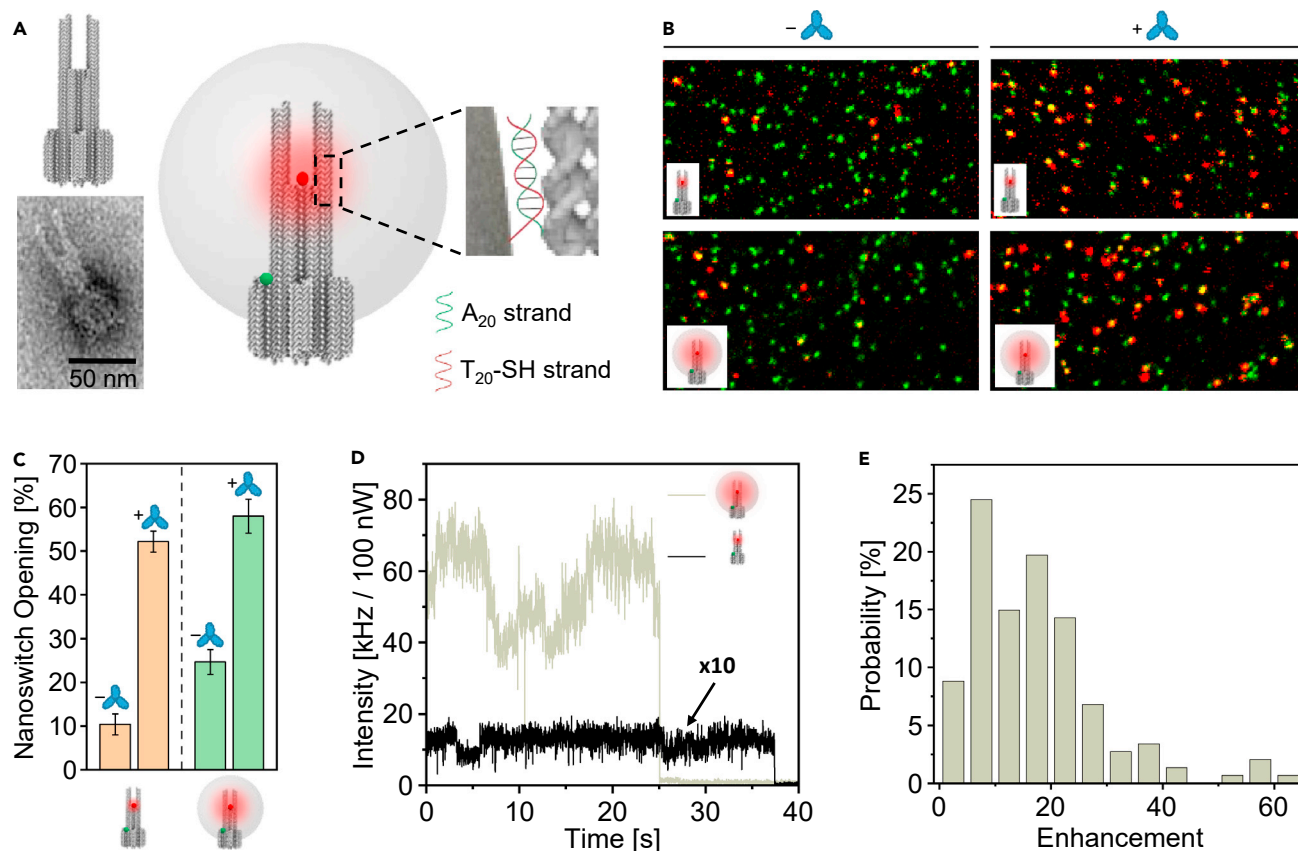 A
50 nm
A20 strand
T20-SH strand
B
−
+
C
Nanoswitch Opening [%]
70
60
50
40
30
20
10
0
−
+
−
+
D
Intensity [kHz / 100 nW]
80
60
40
20
0
x10
0
10
20
30
40
Time [s]
E
Probability [%]
25
20
15
10
5
0
0
20
40
60
Enhancement